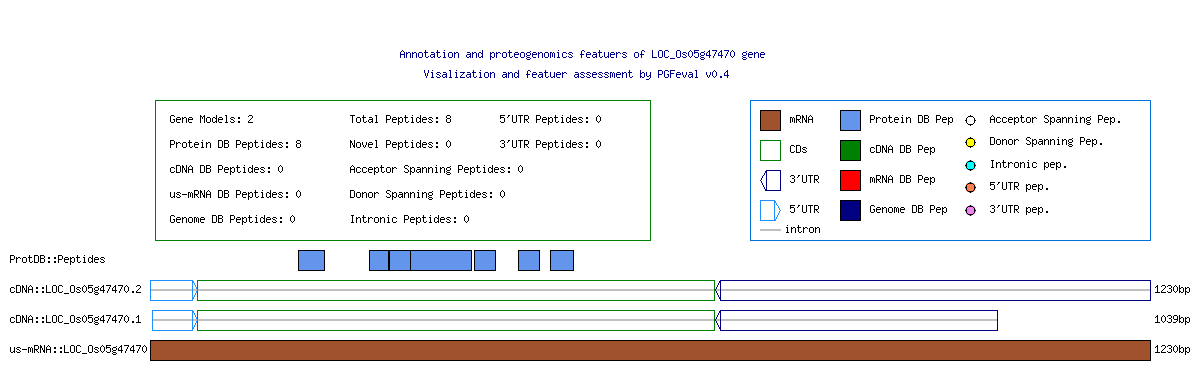 Annotation and proteogenomics featuers of LOC_Os05g47470 gene
Visalization and featuer assessment by PGFeval v0.4
Gene Models: 2 Total Peptides: 8 5'UTR Peptides: 0
Protein DB Peptides: 8 Novel Peptides: 0 3'UTR Peptides: 0
cDNA DB Peptides: 0 Acceptor Spanning Peptides: 0
us-mRNA DB Peptides: 0 Donor Spanning Peptides: 0
Genome DB Peptides: 0 Intronic Peptides: 0
mRNA Protein DB Pep Acceptor Spanning Pep.
CDs cDNA DB Pep Donor Spanning Pep.
3'UTR mRNA DB Pep Intronic pep.
5'UTR Genome DB Pep 5'UTR pep.
intron 3'UTR pep.
ProtDB::Peptides
cDNA::LOC_Os05g47470.2 1230bp
cDNA::LOC_Os05g47470.1 1039bp
us-mRNA::LOC_Os05g47470 1230bp